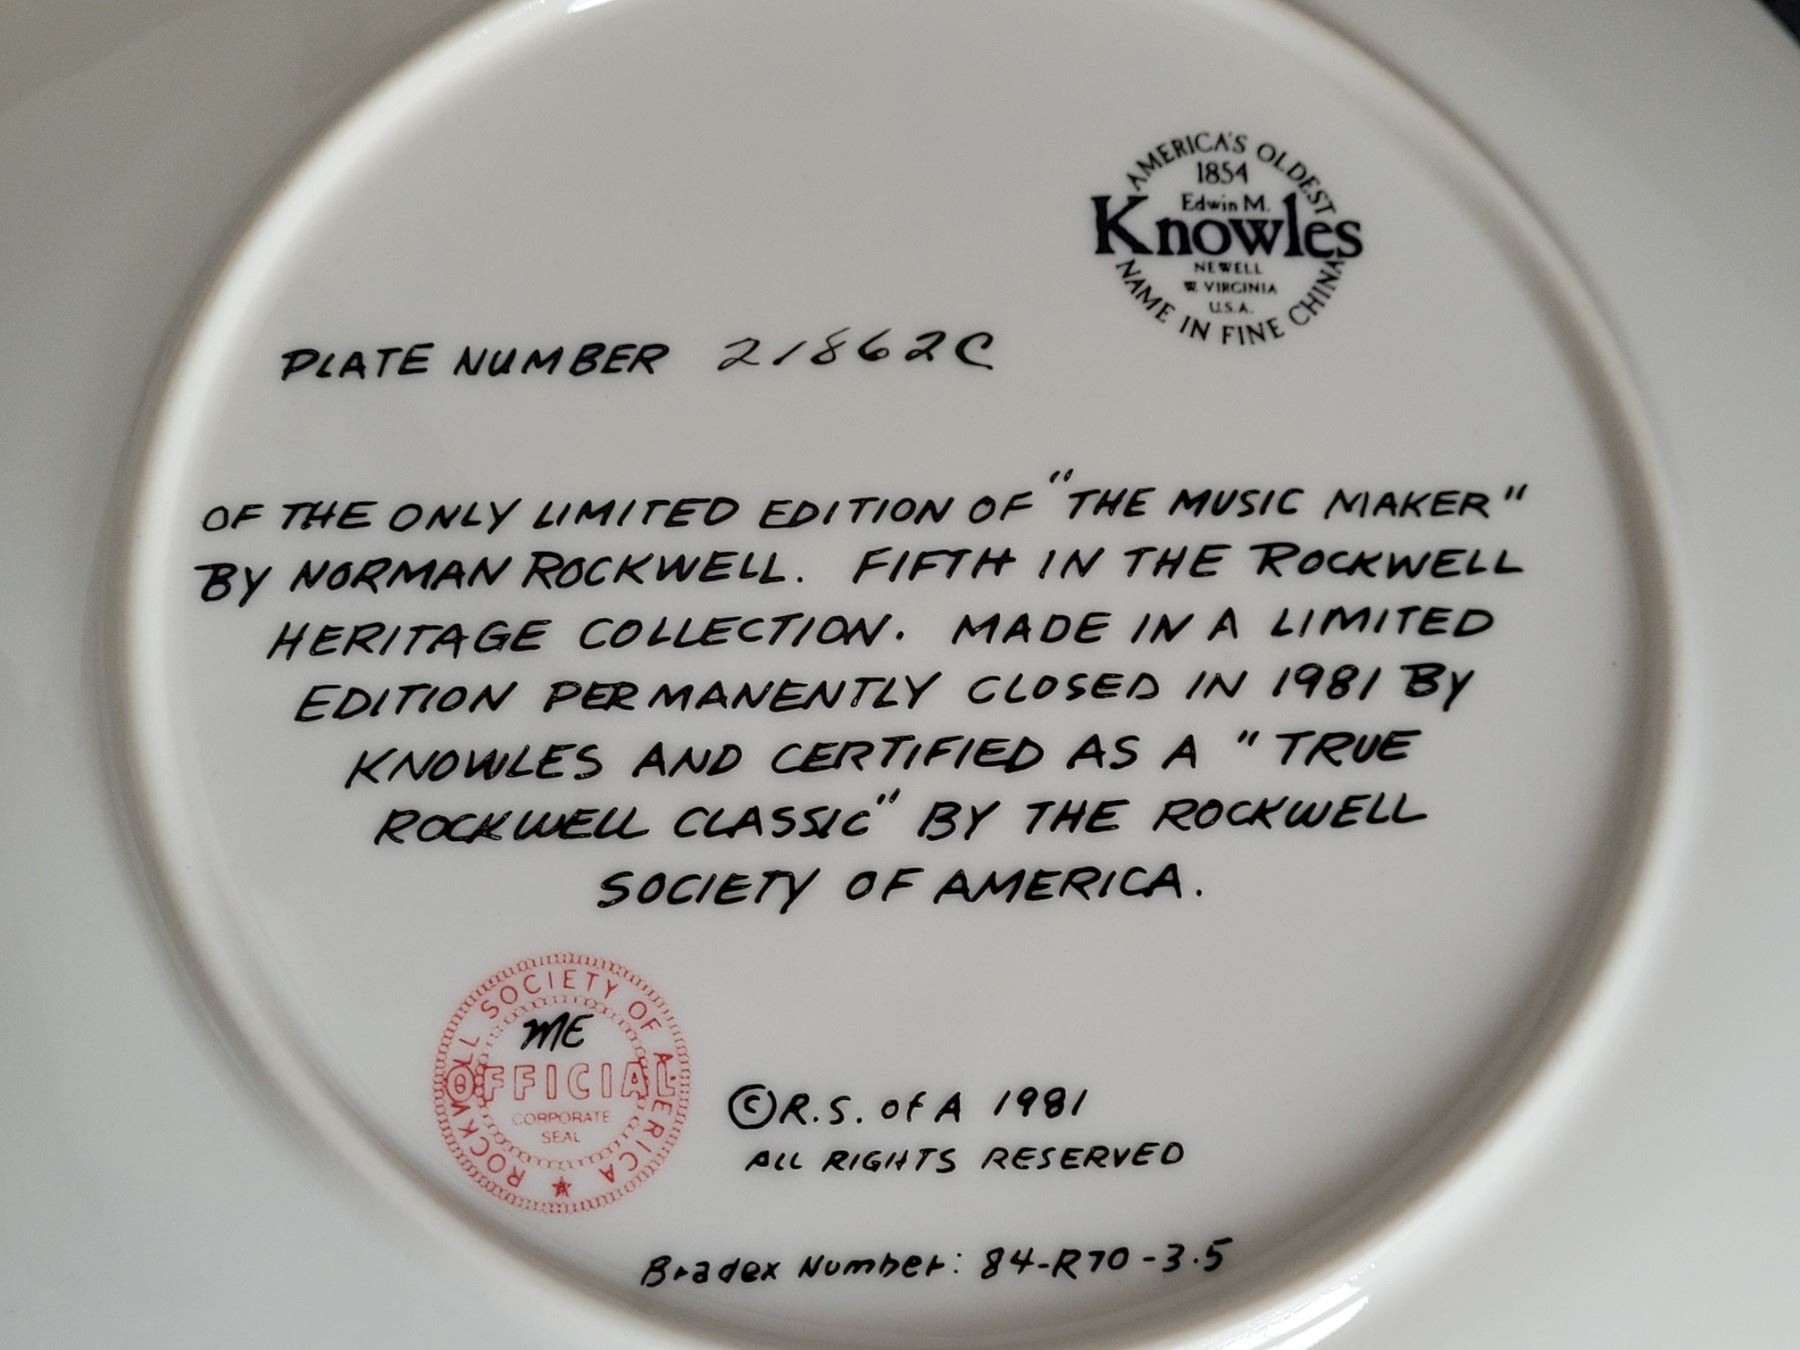 AMERICA'S OLDEST
1854
Edwin M.
Knowles
NEWELL
W. VIRGINIA
U.S.A.
NAME IN FINE CHINA
PLATE NUMBER 21862C
OF THE ONLY LIMITED EDITION OF "THE MUSIC MAKER"
BY NORMAN ROCKWELL. FIFTH IN THE ROCKWELL
HERITAGE COLLECTION. MADE IN A LIMITED
EDITION PERMANENTLY CLOSED IN 1981 BY
KNOWLES AND CERTIFIED AS A "TRUE
ROCKWELL CLASSIC" BY THE ROCKWELL
SOCIETY OF AMERICA.
ROCKWELL SOCIETY OF AMERICA
ME
OFFICIAL
CORPORATE
SEAL
© R.S. of A 1981
ALL RIGHTS RESERVED
Bradex Number: 84-R70-3.5